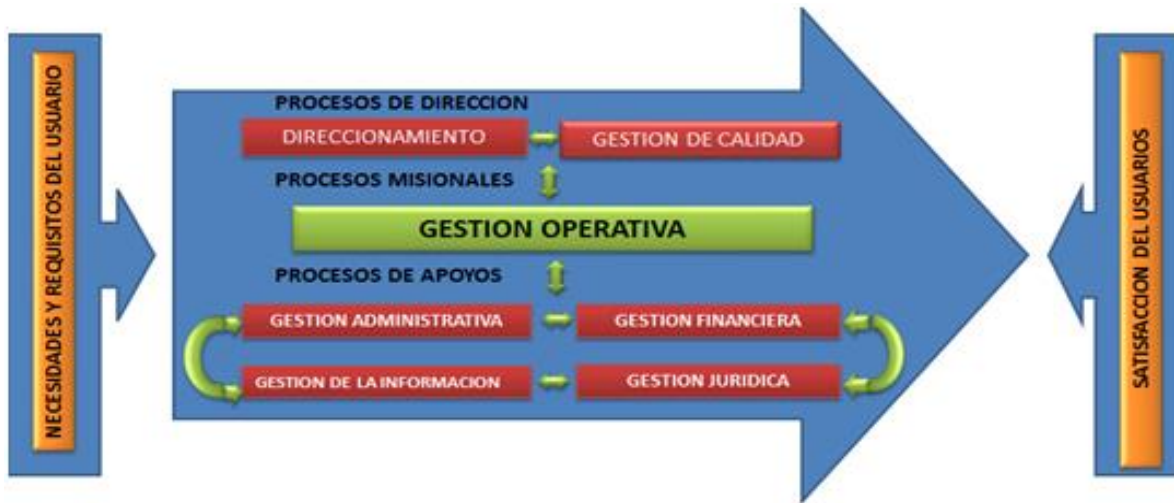 NECESIDADES Y REQUISITOS DEL USUARIO
PROCESOS DE DIRECCION
DIRECCIONAMIENTO
GESTION DE CALIDAD
PROCESOS MISIONALES
GESTION OPERATIVA
PROCESOS DE APOYOS
GESTION ADMINISTRATIVA
GESTION FINANCIERA
GESTION DE LA INFORMACION
GESTION JURIDICA
SATISFACCION DEL USUARIOS